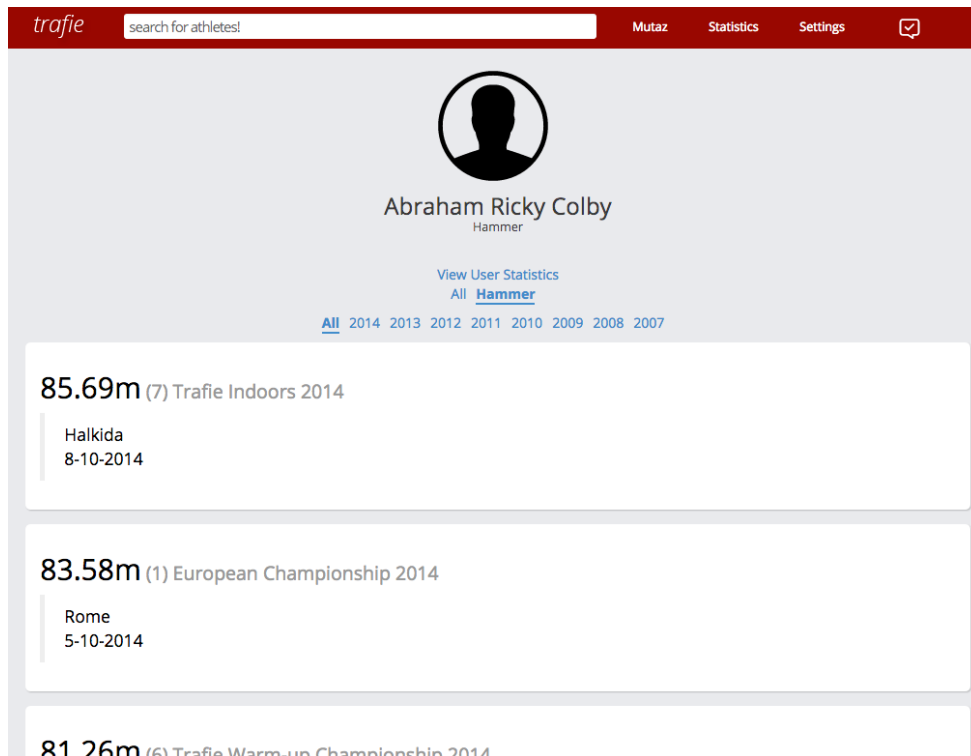 trafie search for athletes! Mutaz Statistics Settings
Abraham Ricky Colby
Hammer
View User Statistics
All Hammer
All 2014 2013 2012 2011 2010 2009 2008 2007
85.69m (7) Trafie Indoors 2014
Halkida
8-10-2014
83.58m (1) European Championship 2014
Rome
5-10-2014
81.26m (6) Trafie Warm-up Championship 2014